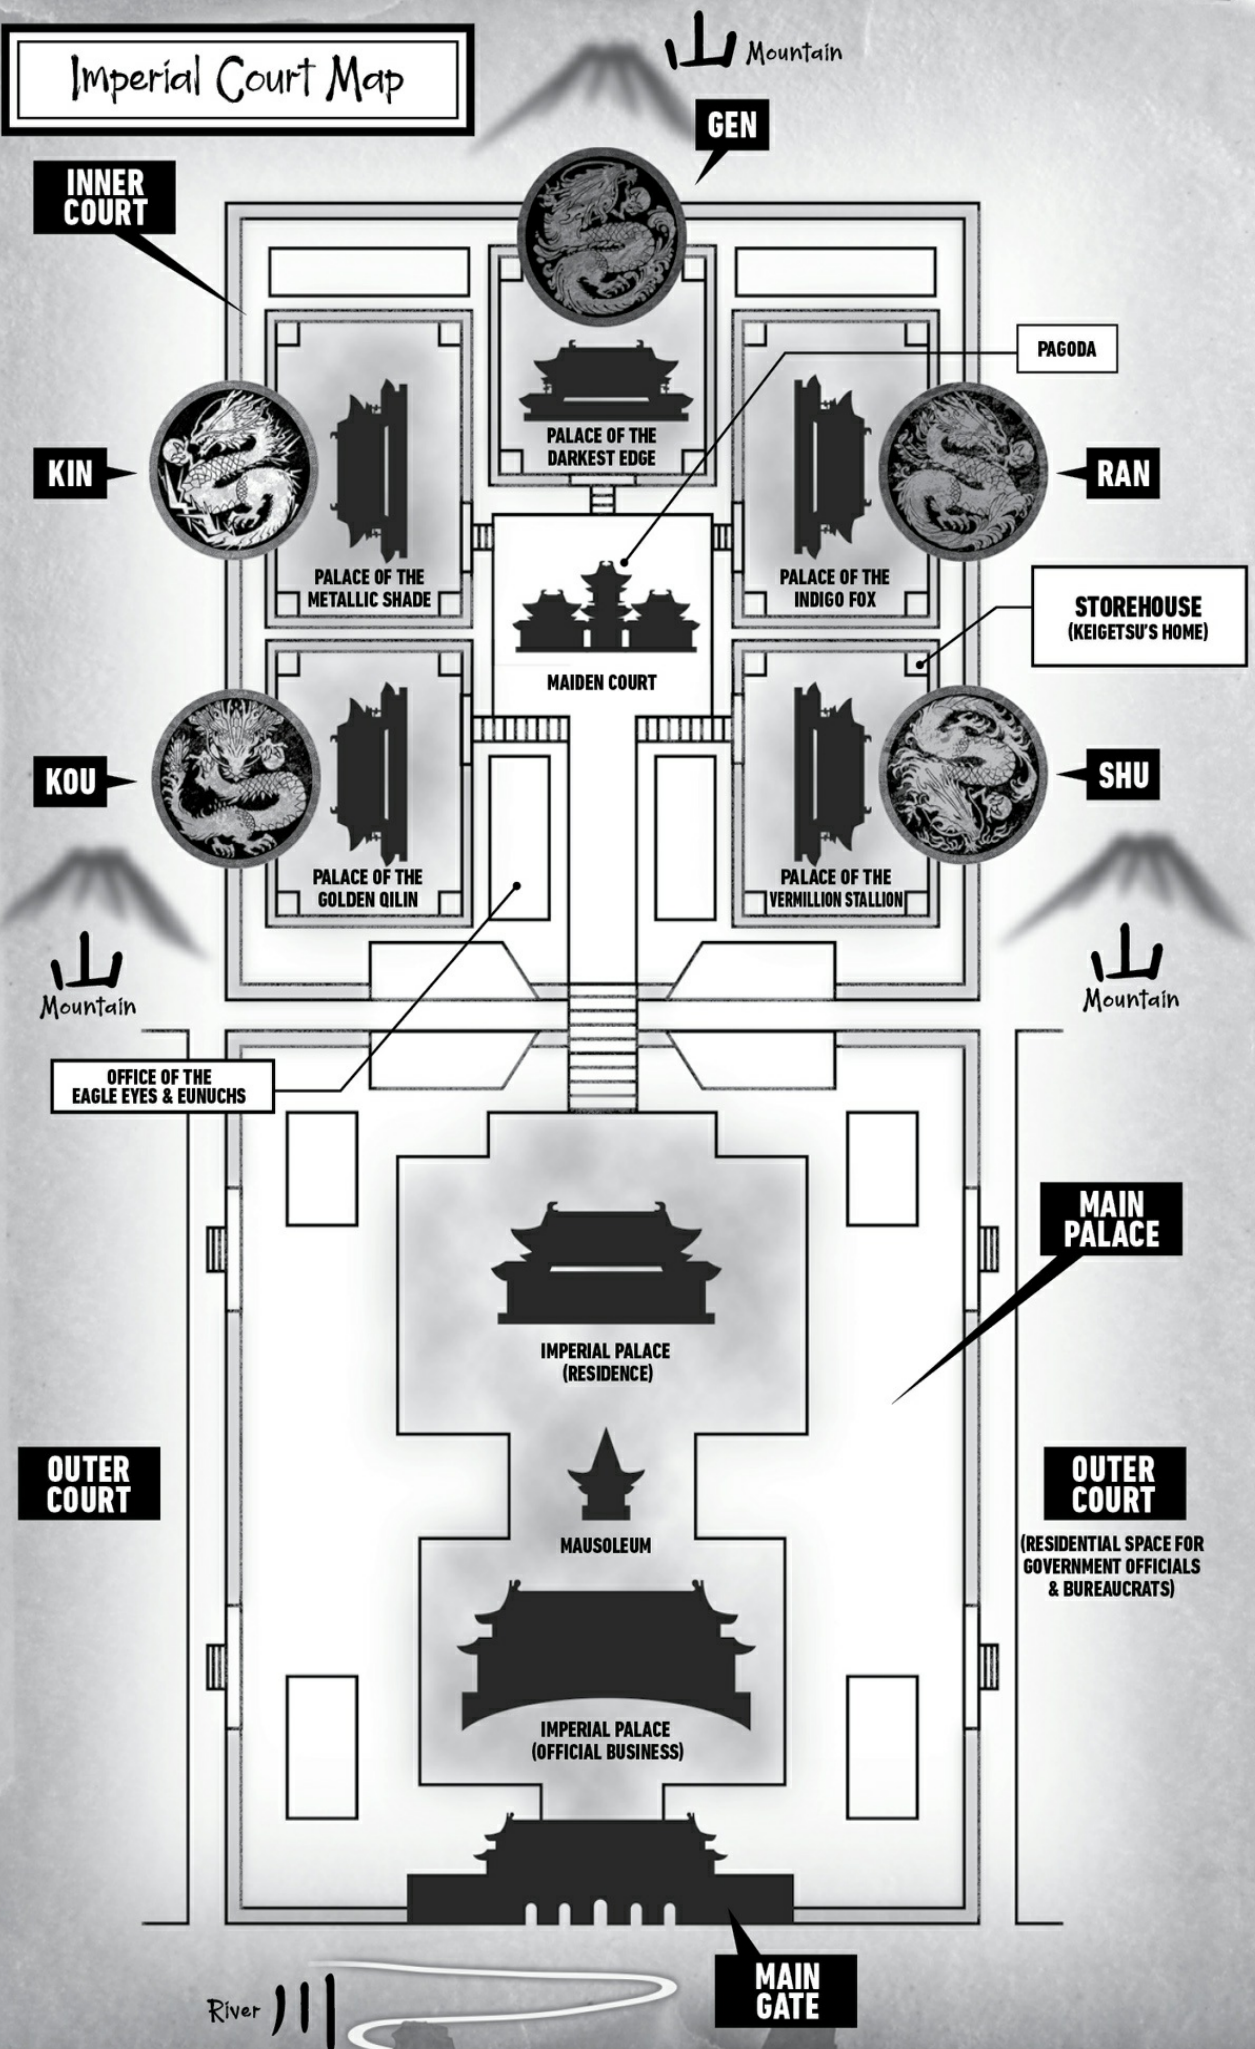 Imperial Court Map
山 Mountain
GEN
INNER
COURT
PAGODA
KIN
PALACE OF THE
DARKEST EDGE
RAN
PALACE OF THE
METALLIC SHADE
PALACE OF THE
INDIGO FOX
STOREHOUSE
(KEIGETSU'S HOME)
MAIDEN COURT
KOU
SHU
PALACE OF THE
GOLDEN QILIN
PALACE OF THE
VERMILLION STALLION
山
Mountain
山
Mountain
OFFICE OF THE
EAGLE EYES & EUNUCHS
MAIN
PALACE
IMPERIAL PALACE
(RESIDENCE)
OUTER
COURT
OUTER
COURT
(RESIDENTIAL SPACE FOR
GOVERNMENT OFFICIALS
& BUREAUCRATS)
MAUSOLEUM
IMPERIAL PALACE
(OFFICIAL BUSINESS)
MAIN
GATE
River 川